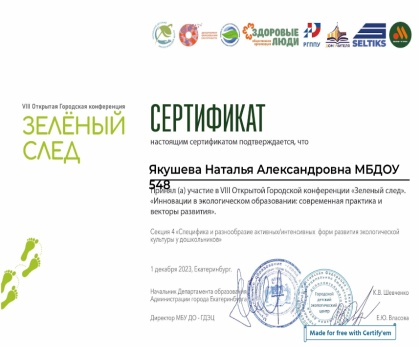 ЗДОРОВЫЕ
ЛЮДИ
РГППУ
SELTIKS
VIII Открытая Городская конференция
ЗЕЛЁНЫЙ
СЛЕД
СЕРТИФИКАТ
настоящим сертификатом подтверждается, что
Якушева Наталья Александровна МБДОУ
548
Принял (а) участие в VIII Открытой Городской конференции «Зеленый след».
«Инновации в экологическом образовании: современная практика и
векторы развития».
Секция 4 «Специфика и разнообразие активных/интенсивных форм развития экологической
культуры у дошкольников»
1 декабря 2023; Екатеринбург.
Начальник Департамента образования
Администрации города Екатеринбурга
К.В. Шевченко
Директор МБУ ДО - ГДЭЦ
Е.Ю. Власова
Made for free with Certify'em